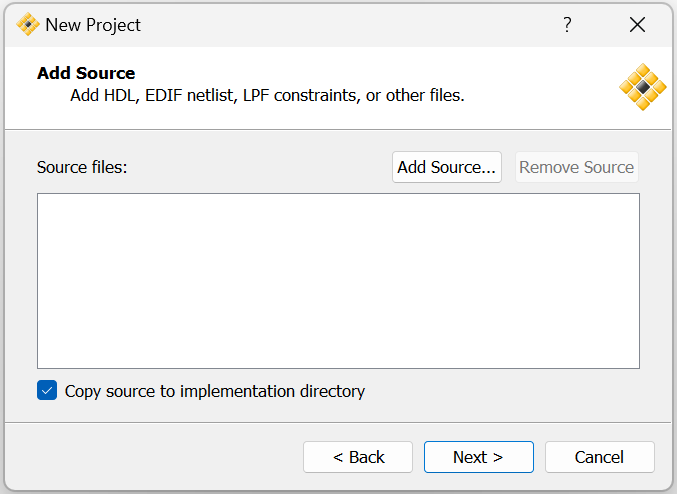 New Project
?
Add Source
Add HDL, EDIF netlist, LPF constraints, or other files.
Source files:
Add Source...
Remove Source
Copy source to implementation directory
< Back
Next >
Cancel